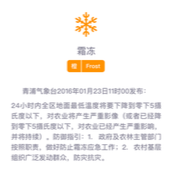 霜冻
橙 Frost
青浦气象台2016年01月23日11时00发布：
24小时内全区地面最低温度将要下降到零下5摄
氏度以下，对农业将产生严重影像（或者已经降
到零下5摄氏度以下，对农业已经产生严重影响，
并将持续）。防御指引：1. 政府及农林主管部门
按照职责，做好防止霜冻应急工作；2. 农村基层
组织广泛发动群众，防灾抗灾。